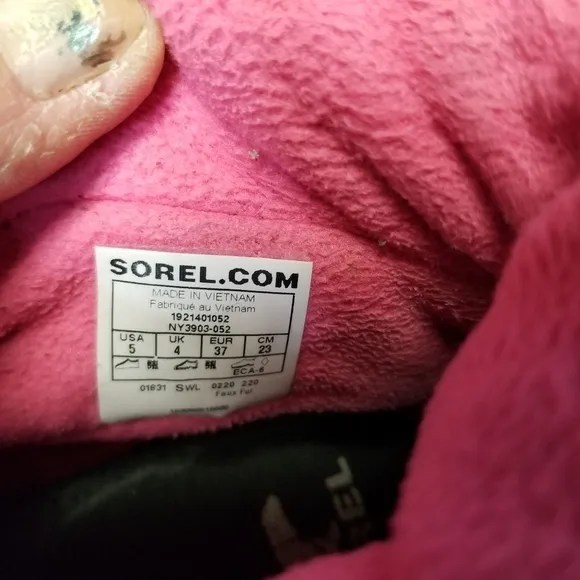 SOREL.COM
MADE IN VIETNAM
Fabriqué au Vietnam
1921401052
NY3903-052
USA UK EUR CM
5 4 37 23
ECA-6
01831 SWL 0220 220
Faux Fur
EL